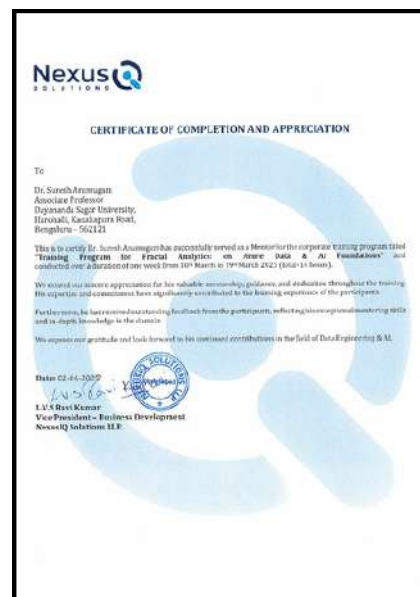 Nexus
SOLUTIONS
CERTIFICATE OF COMPLETION AND APPRECIATION
To
Dr. Suresh Arumugam
Associate Professor
Dayananda Sagar University,
Harohalli, Kanakapura Road,
Bengaluru – 562121
This is to certify Dr. Suresh Arumugam has successfully served as a Mentor for the corporate training program titled
"Training Program for Fractal Analytics: on Azure Data & AI Foundations" and
conducted over a duration of one week from 10th March to 19th March 2025 (total-14 hours).
We extend our sincere appreciation for his valuable mentorship, guidance, and dedication throughout the training.
His expertise and commitment have significantly contributed to the learning experience of the participants.
Furthermore, he has received outstanding feedback from the participants, reflecting his exceptional mentoring skills
and in-depth knowledge in the domain.
We express our gratitude and look forward to his continued contributions in the field of Data Engineering & AI.
Date: 02-04-2025
L.V.S Ravi Kumar
Vice President – Business Development
NexusIQ Solutions LLP.